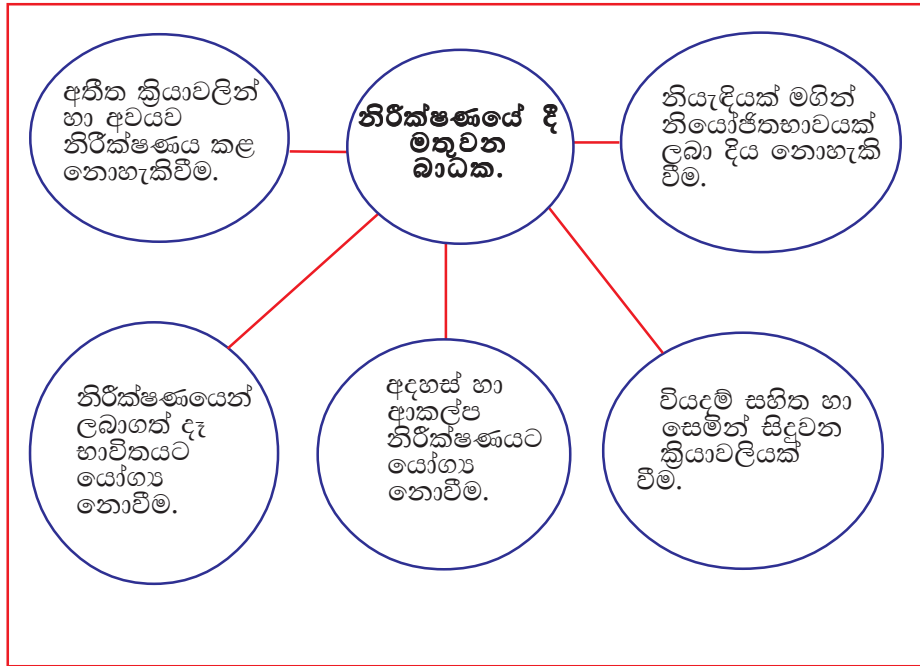 අතීත ක්‍රියාවලින්
හා අවයව
නිරීක්ෂණය කළ
නොහැකිවීම.
නිරීක්ෂණයේ දී
මතුවන
බාධක.
නියැඳියක් මගින්
නියෝජිතභාවයක්
ලබා දිය නොහැකි
වීම.
නිරීක්ෂණයෙන්
ලබාගත් දෑ
භාවිතයට
යෝග්‍ය
නොවීම.
අදහස් හා
ආකල්ප
නිරීක්ෂණයට
යෝග්‍ය
නොවීම.
වියදම් සහිත හා
සෙමින් සිදුවන
ක්‍රියාවලියක්
වීම.